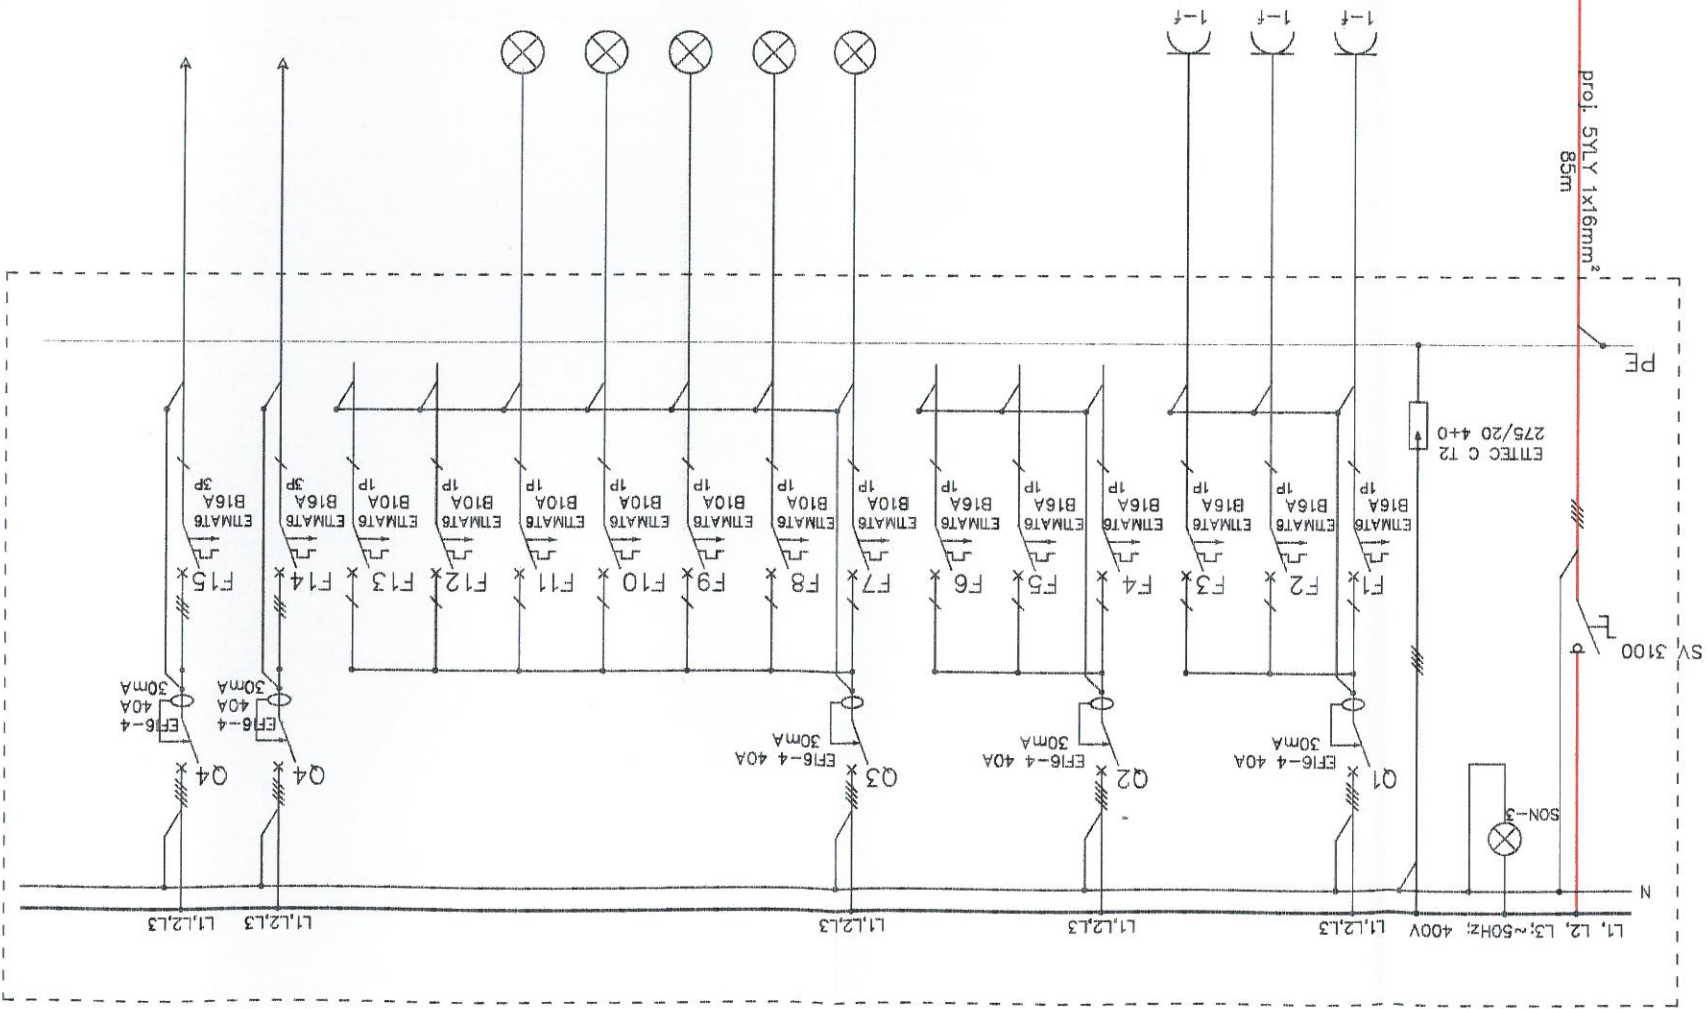 L1, L2, L3;~50Hz; 400V
L1,L2,L3
L1,L2,L3
L1,L2,L3
L1,L2,L3
L1,L2,L3
N
SON-3
Q1
EFI6-4 40A
30mA
Q2
EFI6-4 40A
30mA
Q3
EFI6-4 40A
30mA
Q4
EFI6-4
40A
30mA
Q4
EFI6-4
40A
30mA
SV 3100
F1
ETIMAT6
B16A
1P
F2
ETIMAT6
B16A
1P
F3
ETIMAT6
B16A
1P
F4
ETIMAT6
B16A
1P
F5
ETIMAT6
B16A
1P
F6
ETIMAT6
B16A
1P
F7
ETIMAT6
B10A
1P
F8
ETIMAT6
B10A
1P
F9
ETIMAT6
B10A
1P
F10
ETIMAT6
B10A
1P
F11
ETIMAT6
B10A
1P
F12
ETIMAT6
B10A
1P
F13
ETIMAT6
B10A
1P
F14
ETIMAT6
B16A
3P
F15
ETIMAT6
B16A
3P
ETITEC C T2
275/20 4+0
PE
proj. 5YLY 1x16mm²
85m
1-f
1-f
1-f